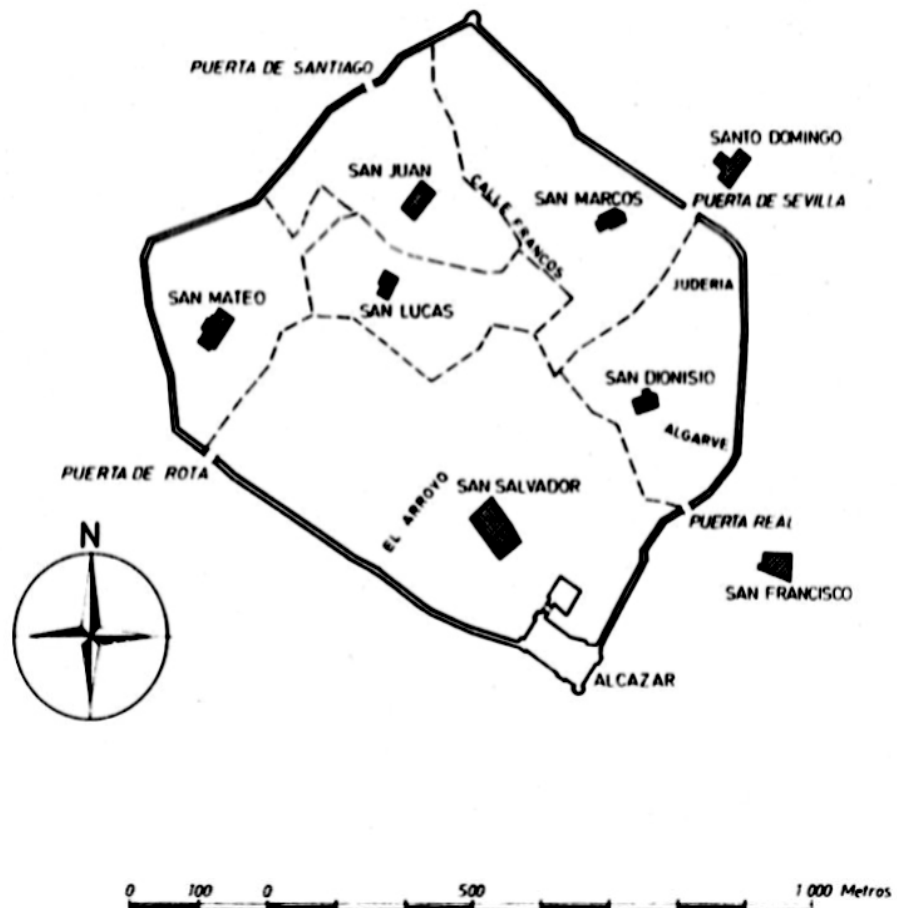 PUERTA DE SANTIAGO
SANTO DOMINGO
SAN JUAN
CALLE FRANCOS
SAN MARCOS
PUERTA DE SEVILLA
JUDERIA
SAN MATEO
SAN LUCAS
SAN DIONISIO
ALGARVE
PUERTA DE ROTA
EL ARROYO
SAN SALVADOR
PUERTA REAL
N
SAN FRANCISCO
ALCAZAR
0 100 0 500 1000 Metros